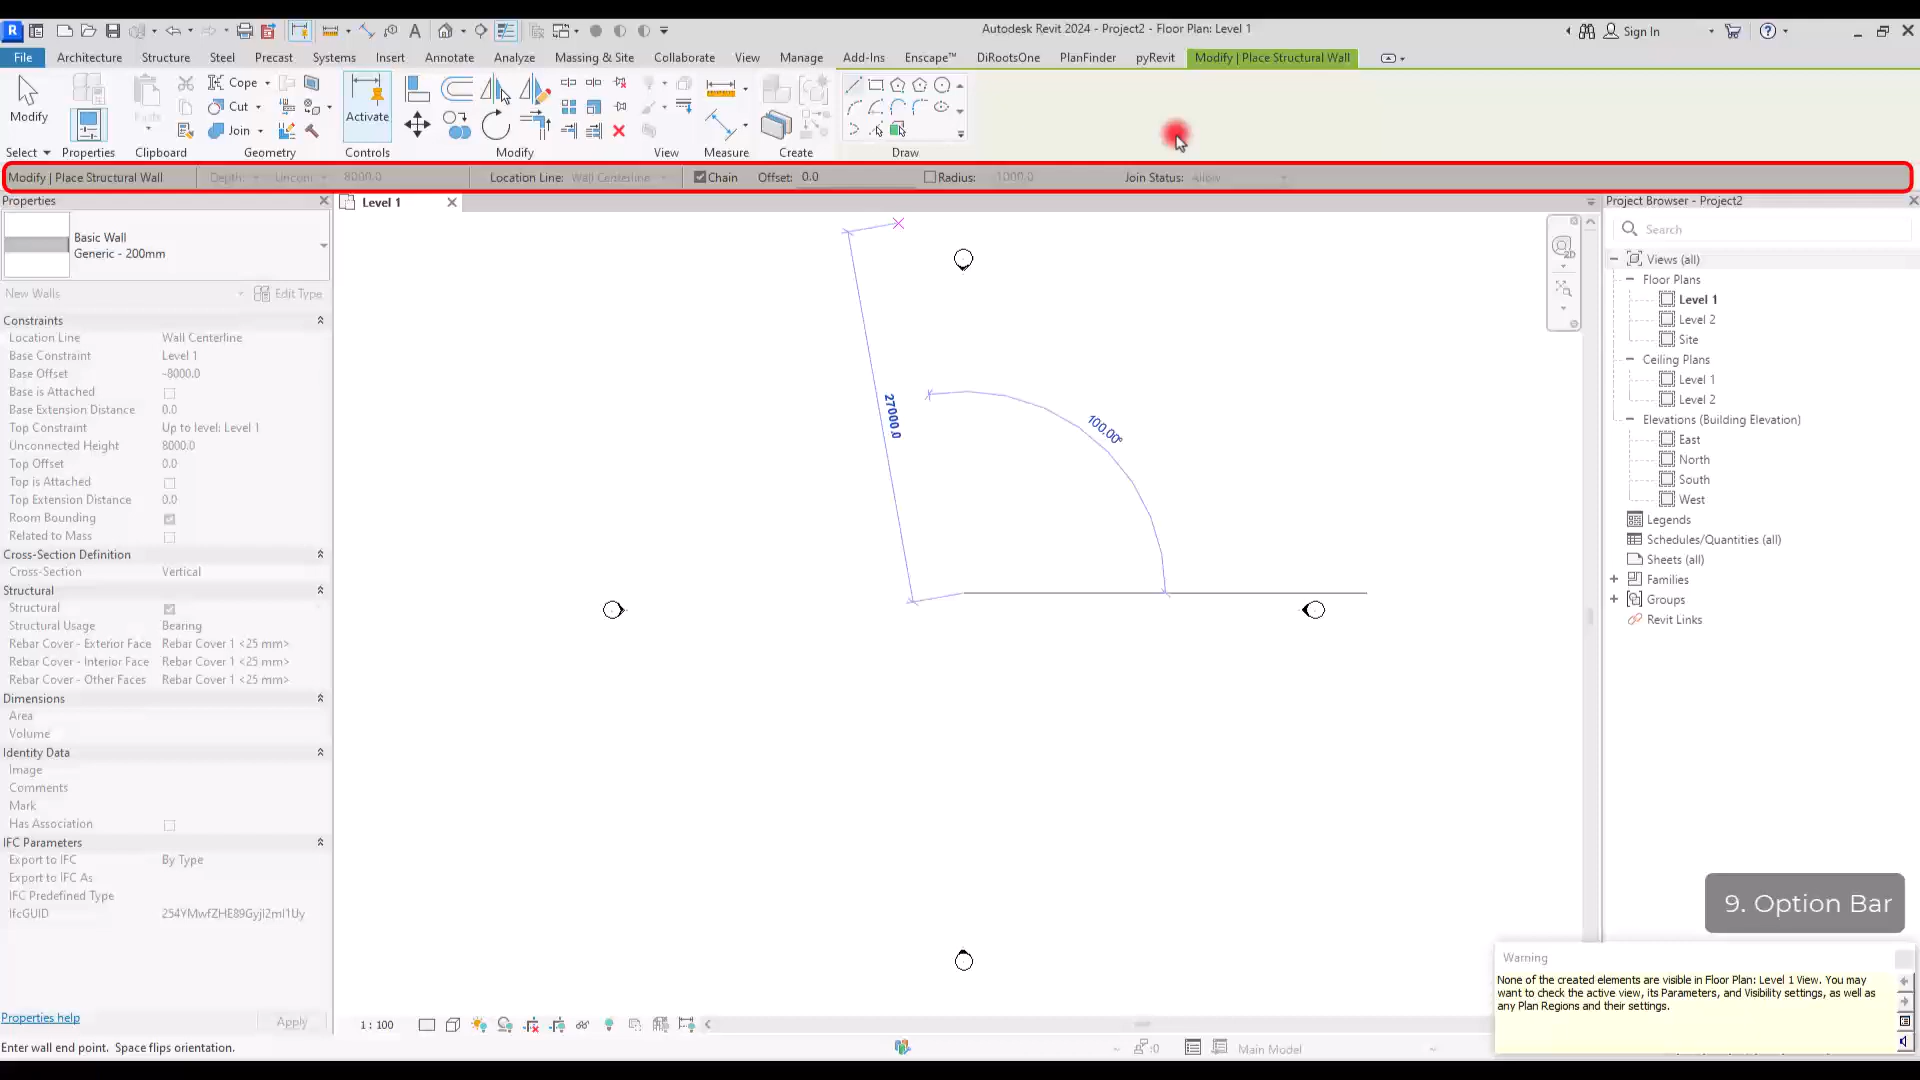 Autodesk Revit 2024 - Project2 - Floor Plan: Level 1
Sign In
File Architecture Structure Steel Precast Systems Insert Annotate Analyze Massing & Site Collaborate View Manage Add-Ins Enscape™ DiRootsOne PlanFinder pyRevit Modify | Place Structural Wall
Cope
Cut
Join
Modify
Paste
Activate
Select Properties Clipboard Geometry Controls Modify View Measure Create Draw
Modify | Place Structural Wall Depth: Uncon 8000.0 Location Line: Wall Centerline Chain Offset: 0.0 Radius: 1000.0 Join Status: Allow
Properties
Basic Wall
Generic - 200mm
New Walls Edit Type
Constraints
Location Line Wall Centerline
Base Constraint Level 1
Base Offset -8000.0
Base is Attached
Base Extension Distance 0.0
Top Constraint Up to level: Level 1
Unconnected Height 8000.0
Top Offset 0.0
Top is Attached
Top Extension Distance 0.0
Room Bounding
Related to Mass
Cross-Section Definition
Cross-Section Vertical
Structural
Structural
Structural Usage Bearing
Rebar Cover - Exterior Face Rebar Cover 1 <25 mm>
Rebar Cover - Interior Face Rebar Cover 1 <25 mm>
Rebar Cover - Other Faces Rebar Cover 1 <25 mm>
Dimensions
Area
Volume
Identity Data
Image
Comments
Mark
Has Association
IFC Parameters
Export to IFC By Type
Export to IFC As
IFC Predefined Type
IfcGUID 254YMwfZHE89Gyjl2ml1Uy
Properties help
Apply
Level 1
27000.0
100.00°
2D
Project Browser - Project2
Search
Views (all)
Floor Plans
Level 1
Level 2
Site
Ceiling Plans
Level 1
Level 2
Elevations (Building Elevation)
East
North
South
West
Legends
Schedules/Quantities (all)
Sheets (all)
Families
Groups
Revit Links
9. Option Bar
Warning
None of the created elements are visible in Floor Plan: Level 1 View. You may
want to check the active view, its Parameters, and Visibility settings, as well as
any Plan Regions and their settings.
1 : 100
Enter wall end point. Space flips orientation.
:0
Main Model